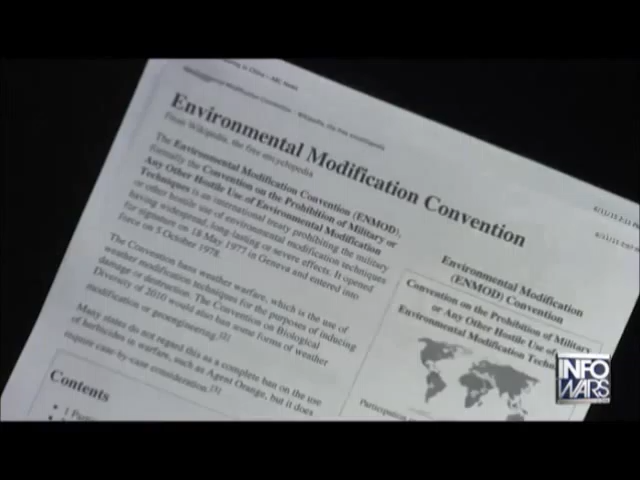 Environmental Modification Convention
From Wikipedia, the free encyclopedia
The Environmental Modification Convention (ENMOD),
formally the Convention on the Prohibition of Military or
Any Other Hostile Use of Environmental Modification
Techniques is an international treaty prohibiting the military
or other hostile use of environmental modification techniques
having widespread, long-lasting or severe effects. It opened
for signature on 18 May 1977 in Geneva and entered into
force on 5 October 1978.
The Convention bans weather warfare, which is the use of
weather modification techniques for the purposes of inducing
damage or destruction. The Convention on Biological
Diversity of 2010 would also ban some forms of weather
modification or geoengineering.[2]
Many states do not regard this as a complete ban on the use
of herbicides in warfare, such as Agent Orange, but it does
require case-by-case consideration.[3]
Contents
Environmental Modification
(ENMOD) Convention
Convention on the Prohibition of Military
or Any Other Hostile Use of
Environmental Modification
INFO
WARS